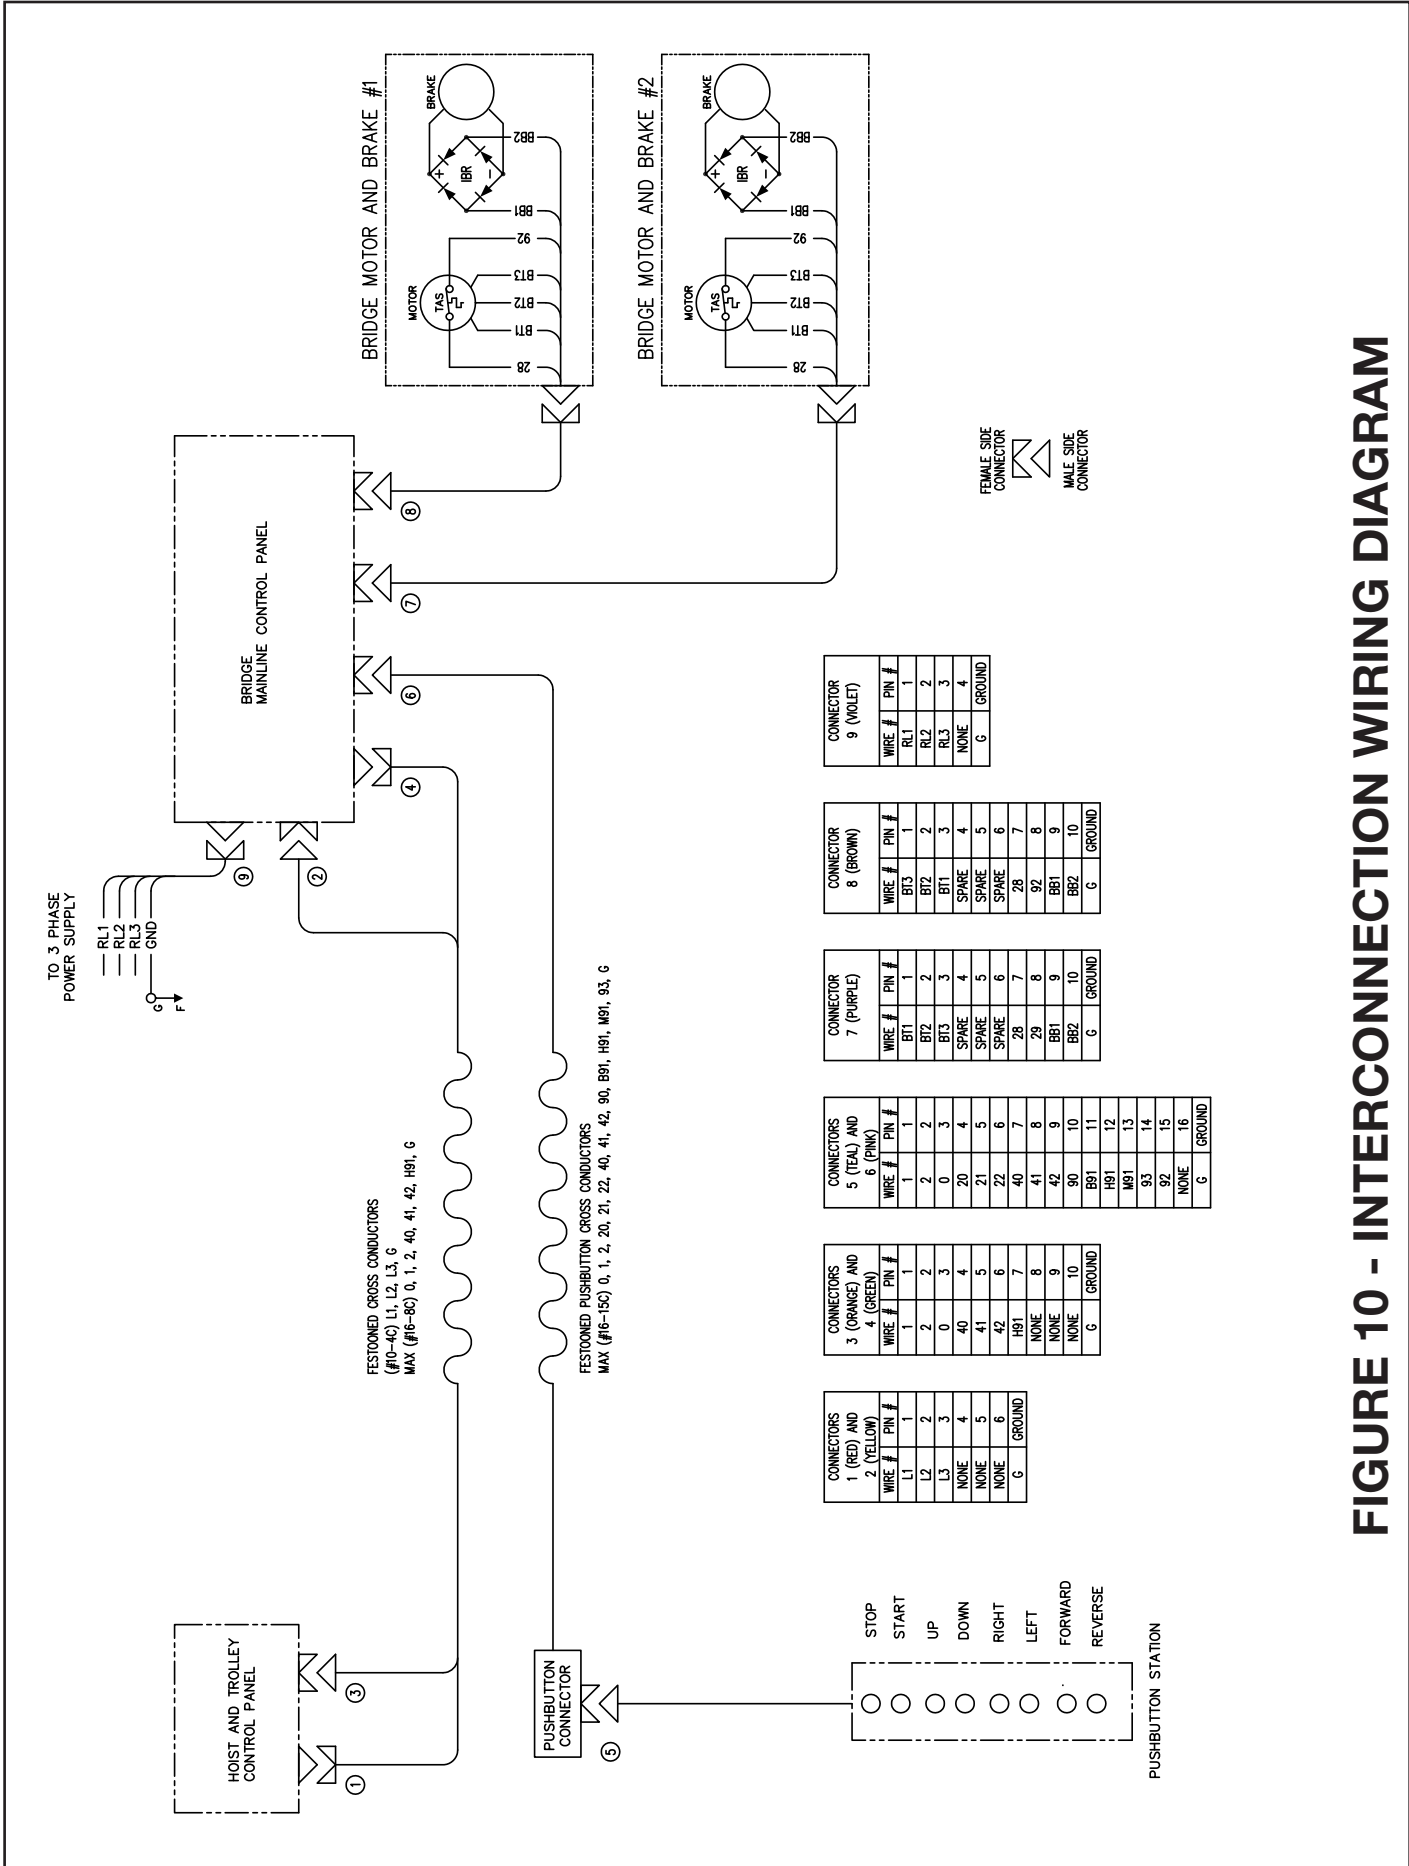 TO 3 PHASE
POWER SUPPLY
RL1
RL2
RL3
GND
G
F
HOIST AND TROLLEY
CONTROL PANEL
1
3
BRIDGE
MAINLINE CONTROL PANEL
9
2
4
6
7
8
FESTOONED CROSS CONDUCTORS
(#10-4C) L1, L2, L3, G
MAX (#16-8C) 0, 1, 2, 40, 41, 42, H91, G
FESTOONED PUSHBUTTON CROSS CONDUCTORS
MAX (#16-15C) 0, 1, 2, 20, 21, 22, 40, 41, 42, 90, B91, H91, M91, 93, G
BRIDGE MOTOR AND BRAKE #1
MOTOR
TAS
BRAKE
IBR
+
-
28
BT1
BT2
BT3
92
BB1
BB2
BRIDGE MOTOR AND BRAKE #2
MOTOR
TAS
BRAKE
IBR
+
-
28
BT1
BT2
BT3
92
BB1
BB2
PUSHBUTTON
CONNECTOR
5
STOP
START
UP
DOWN
RIGHT
LEFT
FORWARD
REVERSE
PUSHBUTTON STATION
FEMALE SIDE
CONNECTOR
MALE SIDE
CONNECTOR
CONNECTORS
1 (RED) AND
2 (YELLOW)
WIRE # PIN #
L1 1
L2 2
L3 3
NONE 4
NONE 5
NONE 6
G GROUND
CONNECTORS
3 (ORANGE) AND
4 (GREEN)
WIRE # PIN #
1 1
2 2
0 3
40 4
41 5
42 6
H91 7
NONE 8
NONE 9
NONE 10
G GROUND
CONNECTORS
5 (TEAL) AND
6 (PINK)
WIRE # PIN #
1 1
2 2
0 3
20 4
21 5
22 6
40 7
41 8
42 9
90 10
B91 11
H91 12
M91 13
93 14
92 15
NONE 16
G GROUND
CONNECTOR
7 (PURPLE)
WIRE # PIN #
BT1 1
BT2 2
BT3 3
SPARE 4
SPARE 5
SPARE 6
28 7
29 8
BB1 9
BB2 10
G GROUND
CONNECTOR
8 (BROWN)
WIRE # PIN #
BT3 1
BT2 2
BT1 3
SPARE 4
SPARE 5
SPARE 6
28 7
92 8
BB1 9
BB2 10
G GROUND
CONNECTOR
9 (VIOLET)
WIRE # PIN #
RL1 1
RL2 2
RL3 3
NONE 4
G GROUND
FIGURE 10 - INTERCONNECTION WIRING DIAGRAM